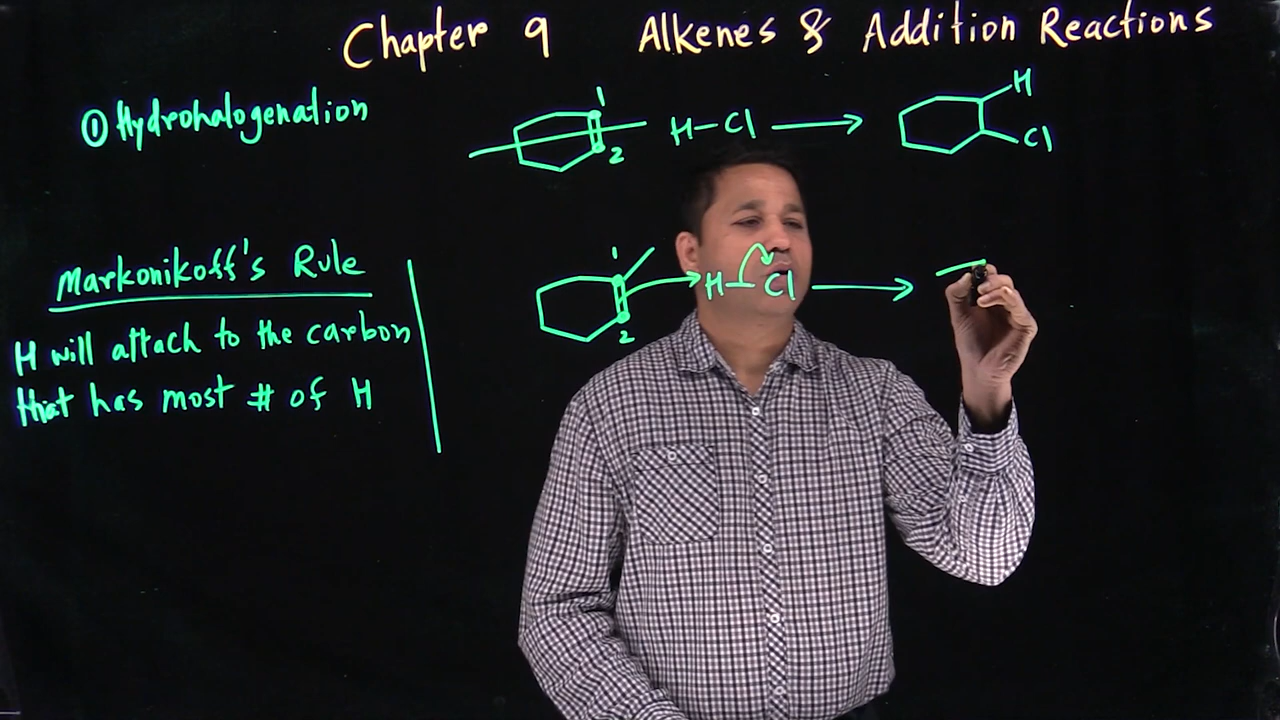 Chapter 9 Alkenes & Addition Reactions
① Hydrohalogenation
1
2
H-Cl
H
Cl
Markonikoff's Rule
H will attach to the carbon
that has most # of H
1
2
H-Cl